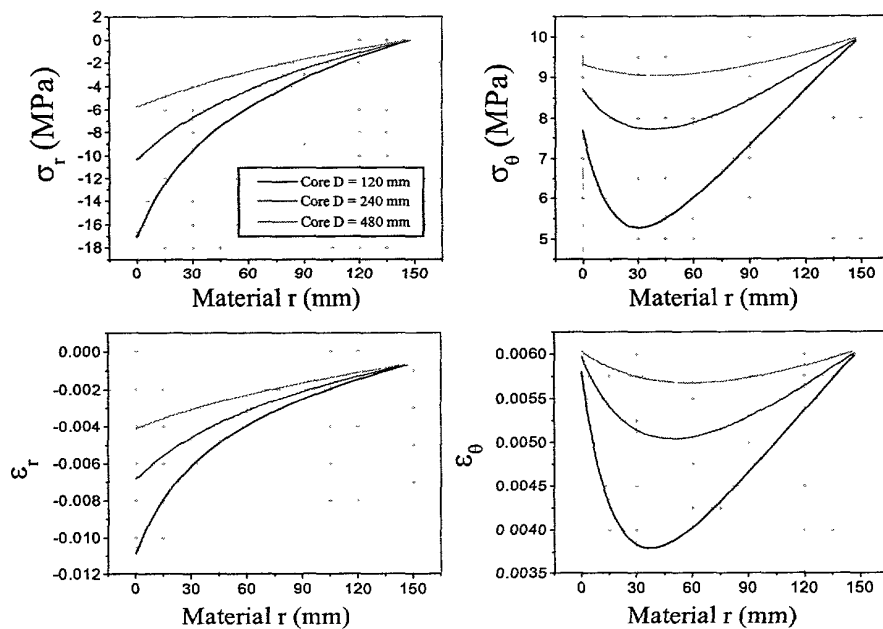 2
0
-2
-4
-6
-8
-10
-12
-14
-16
-18
σr (MPa)
Core D = 120 mm
Core D = 240 mm
Core D = 480 mm
0 30 60 90 120 150
Material r (mm)
10
9
8
7
6
5
σθ (MPa)
0 30 60 90 120 150
Material r (mm)
0.000
-0.002
-0.004
-0.006
-0.008
-0.010
-0.012
εr
0 30 60 90 120 150
Material r (mm)
0.0060
0.0055
0.0050
0.0045
0.0040
0.0035
εθ
0 30 60 90 120 150
Material r (mm)